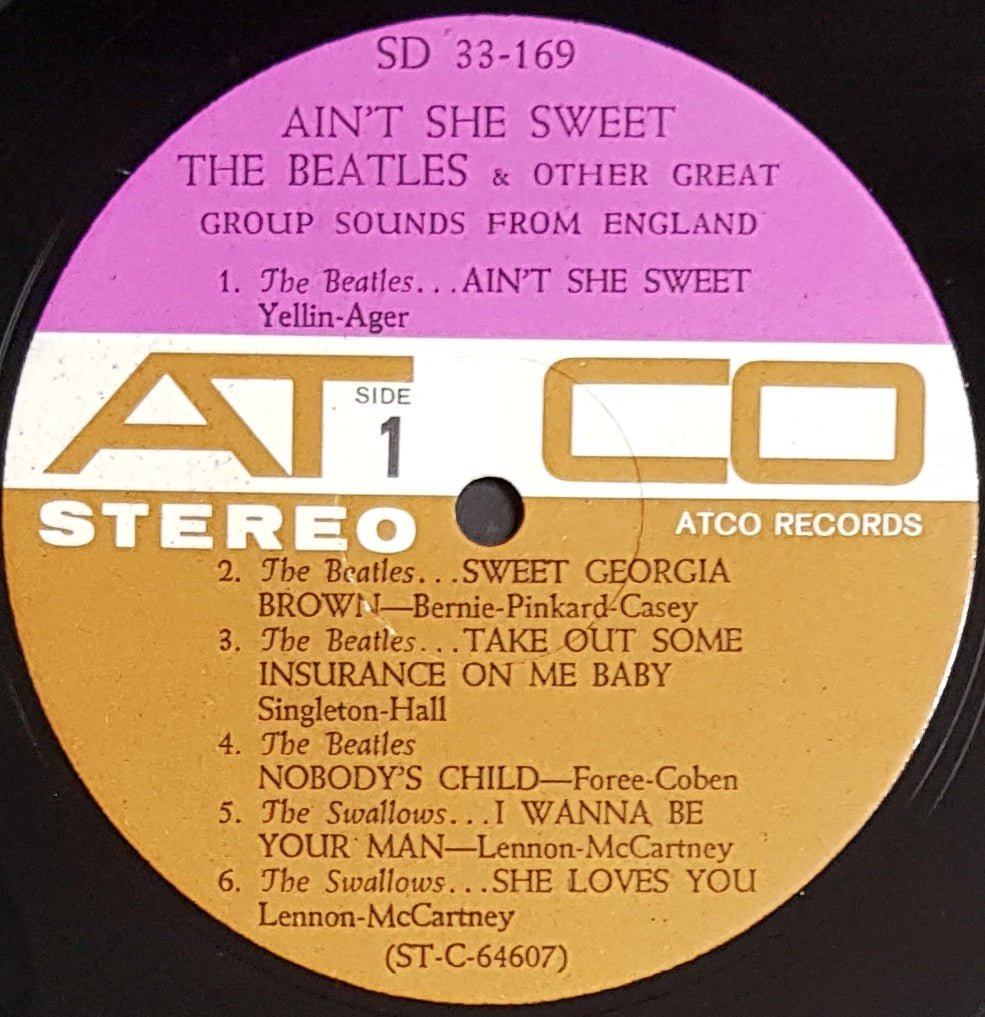 SD 33-169
AIN'T SHE SWEET
THE BEATLES & OTHER GREAT
GROUP SOUNDS FROM ENGLAND
1. The Beatles...AIN'T SHE SWEET
Yellin-Ager
ATCO
SIDE
1
STEREO
ATCO RECORDS
2. The Beatles...SWEET GEORGIA
BROWN—Bernie-Pinkard-Casey
3. The Beatles...TAKE OUT SOME
INSURANCE ON ME BABY
Singleton-Hall
4. The Beatles
NOBODY'S CHILD—Foree-Coben
5. The Swallows...I WANNA BE
YOUR MAN—Lennon-McCartney
6. The Swallows...SHE LOVES YOU
Lennon-McCartney
(ST-C-64607)